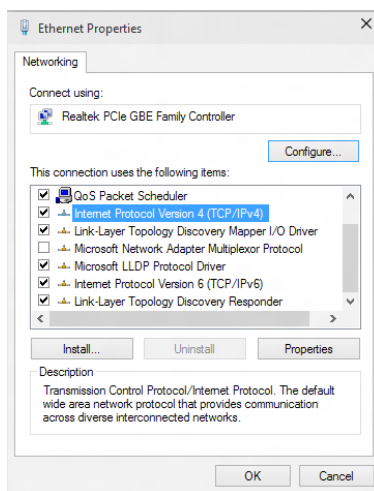 Ethernet Properties
Networking
Connect using:
Realtek PCIe GBE Family Controller
Configure...
This connection uses the following items:
QoS Packet Scheduler
Internet Protocol Version 4 (TCP/IPv4)
Link-Layer Topology Discovery Mapper I/O Driver
Microsoft Network Adapter Multiplexor Protocol
Microsoft LLDP Protocol Driver
Internet Protocol Version 6 (TCP/IPv6)
Link-Layer Topology Discovery Responder
Install... Uninstall Properties
Description
Transmission Control Protocol/Internet Protocol. The default
wide area network protocol that provides communication
across diverse interconnected networks.
OK Cancel